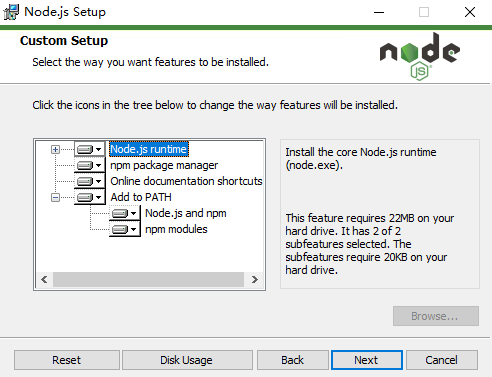 Node.js Setup
Custom Setup
Select the way you want features to be installed.
node
JS
Click the icons in the tree below to change the way features will be installed.
Node.js runtime
npm package manager
Online documentation shortcuts
Add to PATH
Node.js and npm
npm modules
Install the core Node.js runtime
(node.exe).
This feature requires 22MB on your
hard drive. It has 2 of 2
subfeatures selected. The
subfeatures require 20KB on your
hard drive.
Browse...
Reset
Disk Usage
Back
Next
Cancel